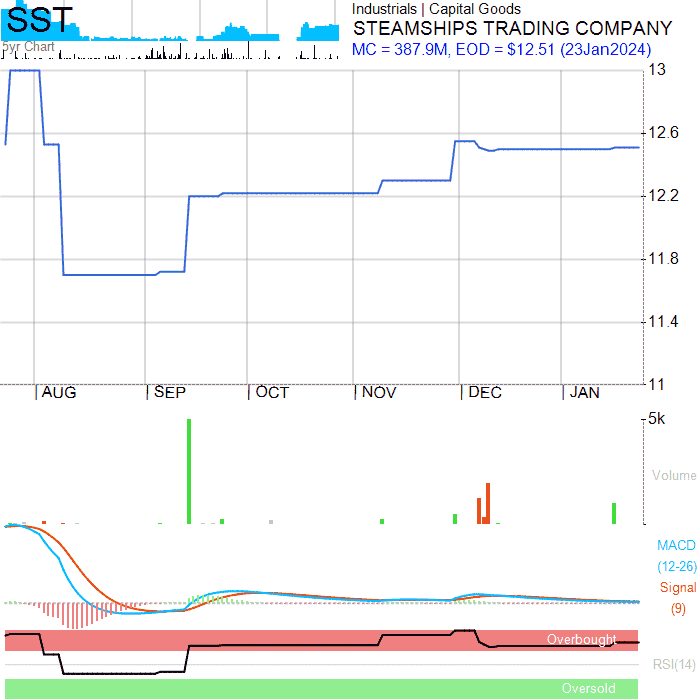 SST
5yr Chart
Industrials | Capital Goods
STEAMSHIPS TRADING COMPANY
MC = 387.9M, EOD = $12.51 (23Jan2024)
13
12.6
12.2
11.8
11.4
11
AUG SEP OCT NOV DEC JAN
5k
Volume
MACD
(12-26)
Signal
(9)
Overbought
RSI(14)
Oversold